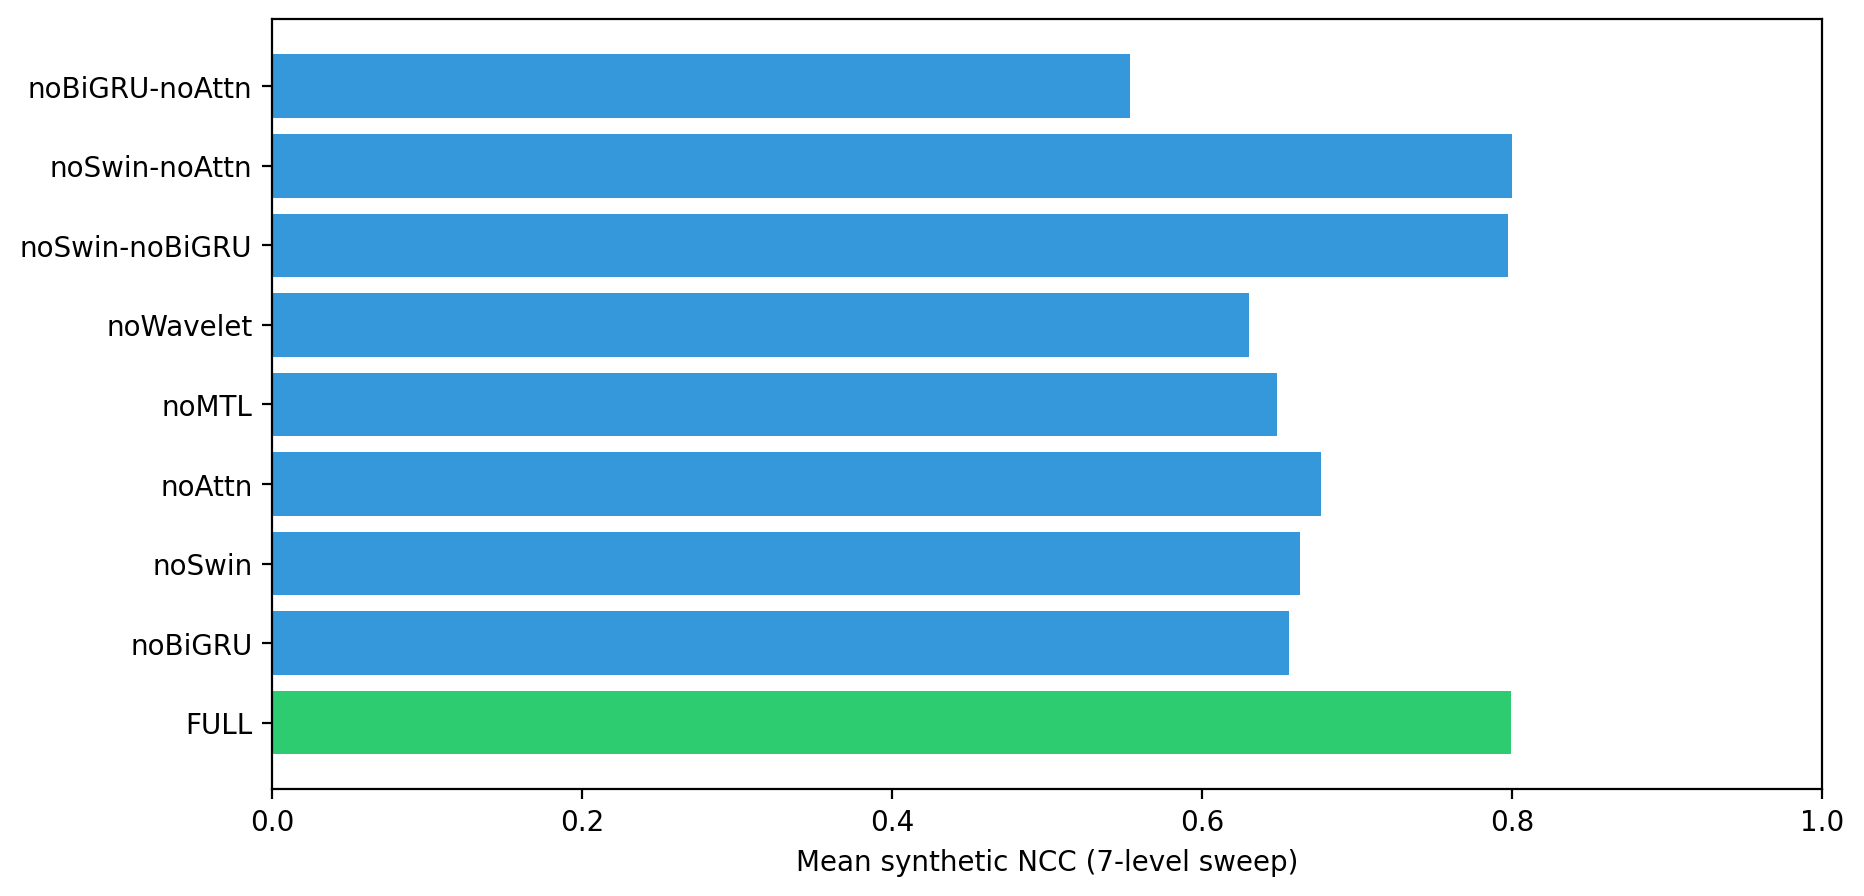 noBiGRU-noAttn
noSwin-noAttn
noSwin-noBiGRU
noWavelet
noMTL
noAttn
noSwin
noBiGRU
FULL
0.0 0.2 0.4 0.6 0.8 1.0
Mean synthetic NCC (7-level sweep)